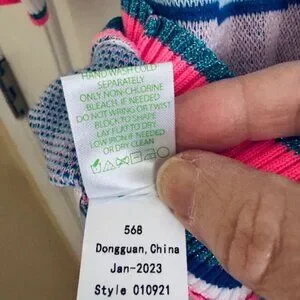 HAND WASH COLD
SEPARATELY
ONLY NON-CHLORINE
BLEACH, IF NEEDED
DO NOT WRING OR TWIST
BLOCK TO SHAPE
LAY FLAT TO DRY
LOW IRON IF NEEDED
OR DRY CLEAN
568
Dongguan,China
Jan-2023
Style 010921